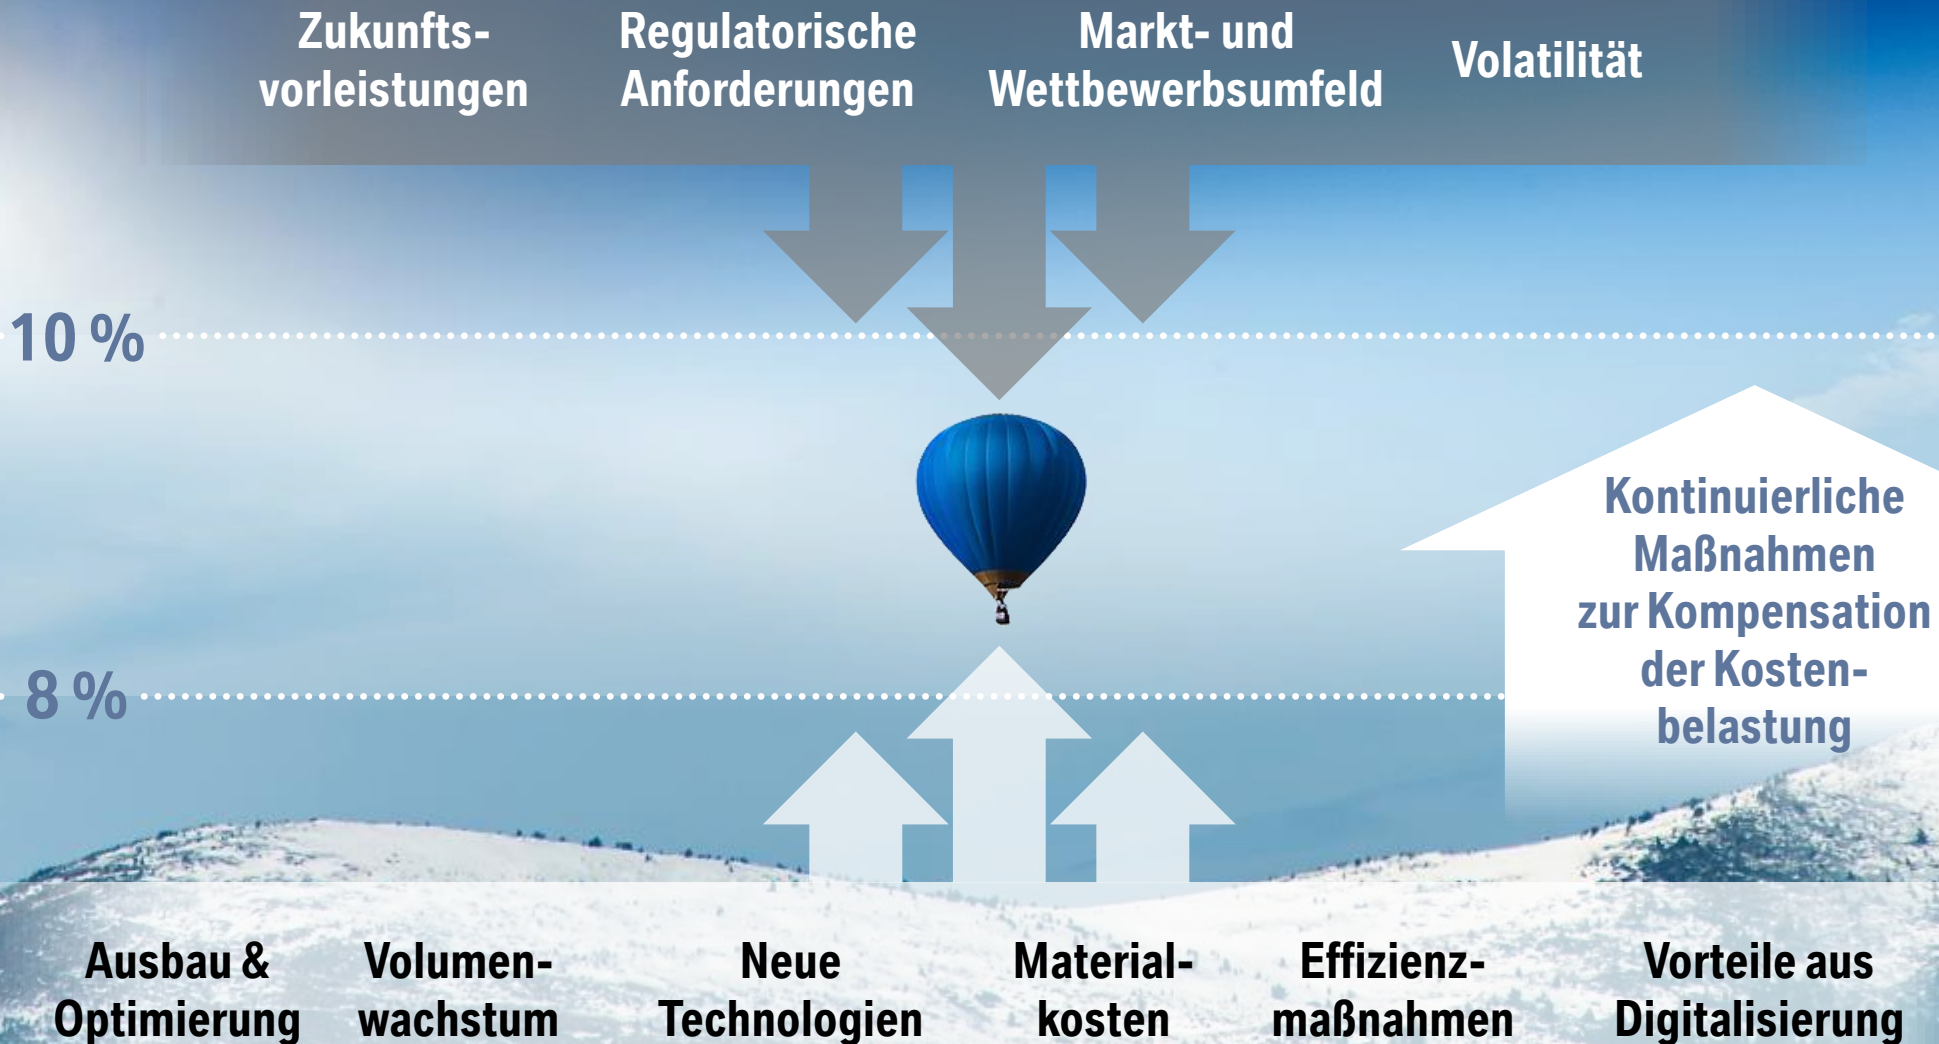 Zukunfts-
vorleistungen
Regulatorische
Anforderungen
Markt- und
Wettbewerbsumfeld
Volatilität
10 %
Kontinuierliche
Maßnahmen
zur Kompensation
der Kosten-
belastung
8 %
Ausbau &
Optimierung
Volumen-
wachstum
Neue
Technologien
Material-
kosten
Effizienz-
maßnahmen
Vorteile aus
Digitalisierung